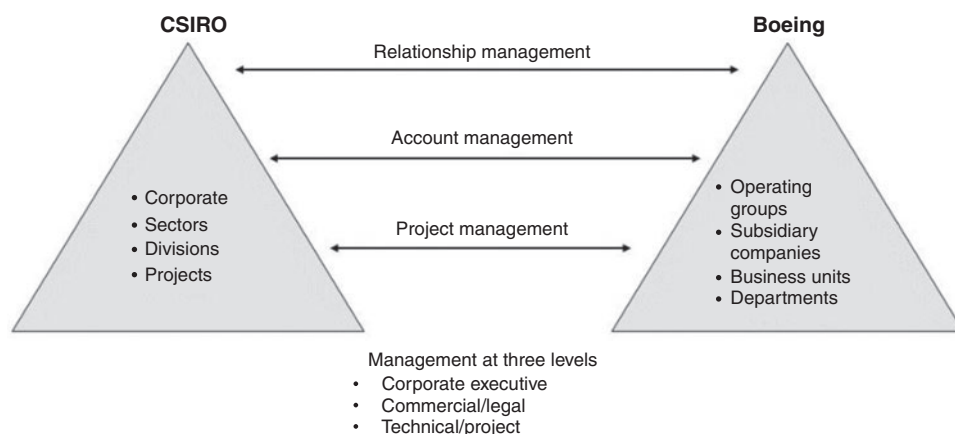 CSIRO
Boeing
Relationship management
Account management
Project management
• Corporate
• Sectors
• Divisions
• Projects
• Operating
groups
• Subsidiary
companies
• Business units
• Departments
Management at three levels
• Corporate executive
• Commercial/legal
• Technical/project